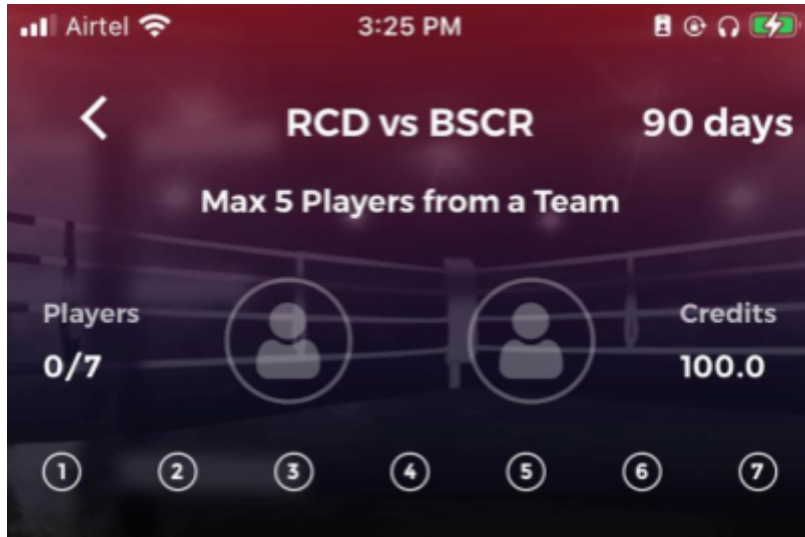 Airtel 3:25 PM
RCD vs BSCR 90 days
Max 5 Players from a Team
Players Credits
0/7 100.0
1 2 3 4 5 6 7